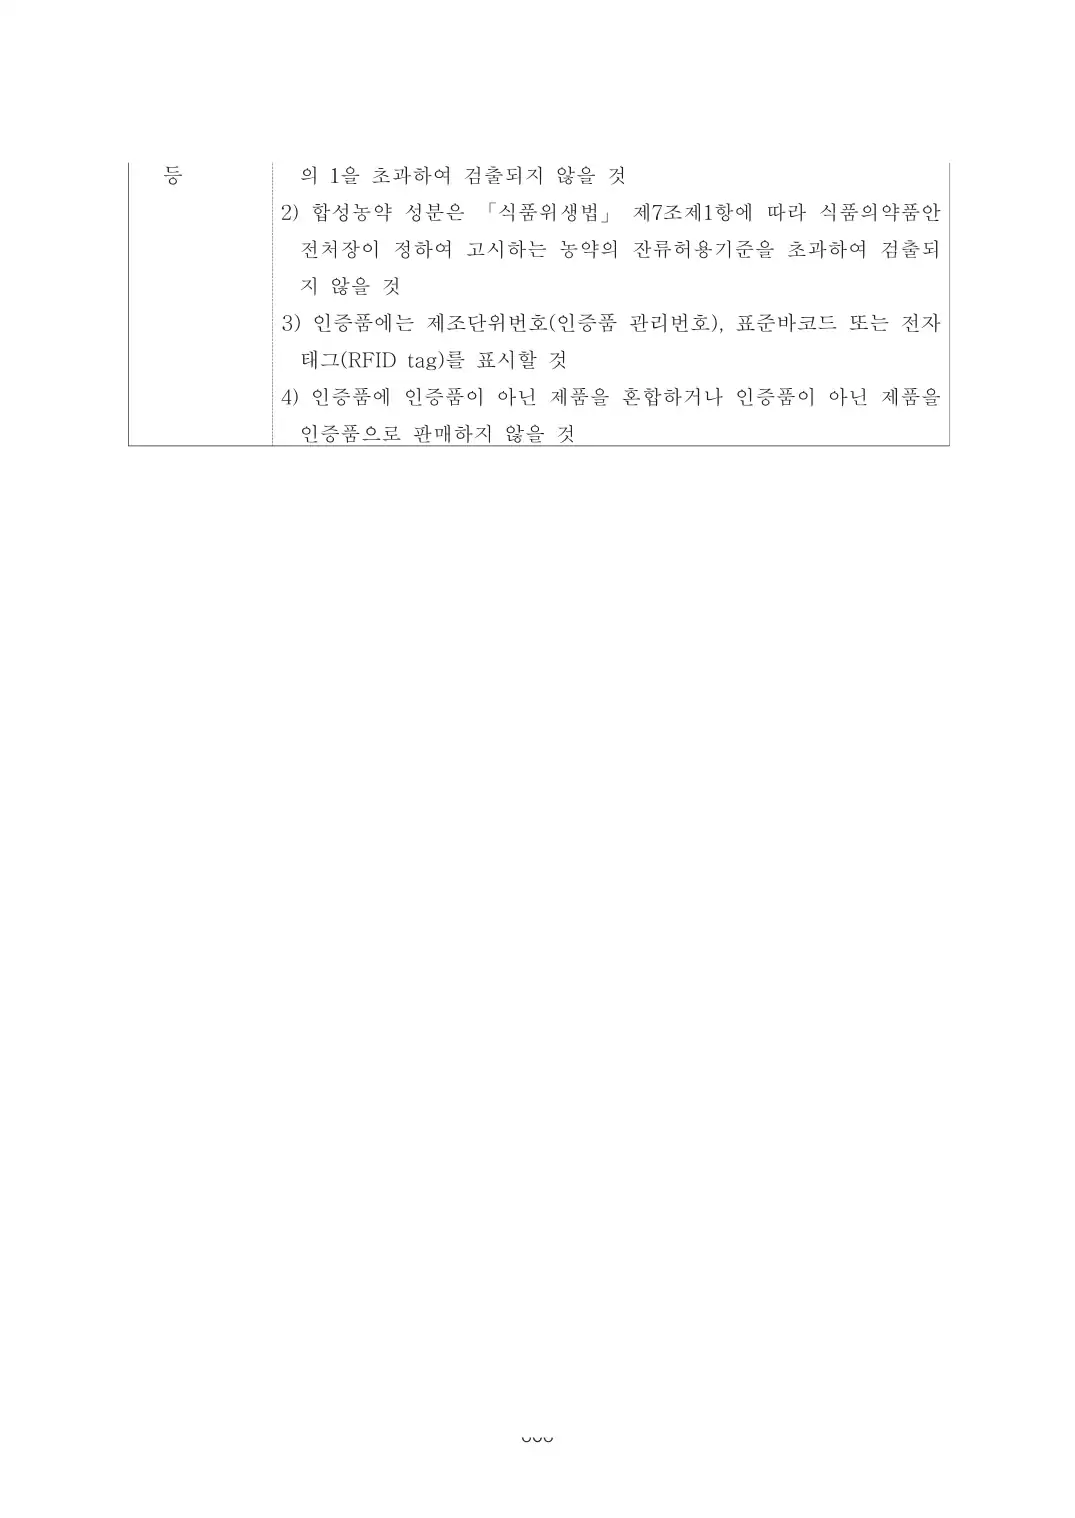 등
의 1을 초과하여 검출되지 않을 것
2) 합성농약 성분은 「식품위생법」 제7조제1항에 따라 식품의약품안
전처장이 정하여 고시하는 농약의 잔류허용기준을 초과하여 검출되
지 않을 것
3) 인증품에는 제조단위번호(인증품 관리번호), 표준바코드 또는 전자
태그(RFID tag)를 표시할 것
4) 인증품에 인증품이 아닌 제품을 혼합하거나 인증품이 아닌 제품을
인증품으로 판매하지 않을 것